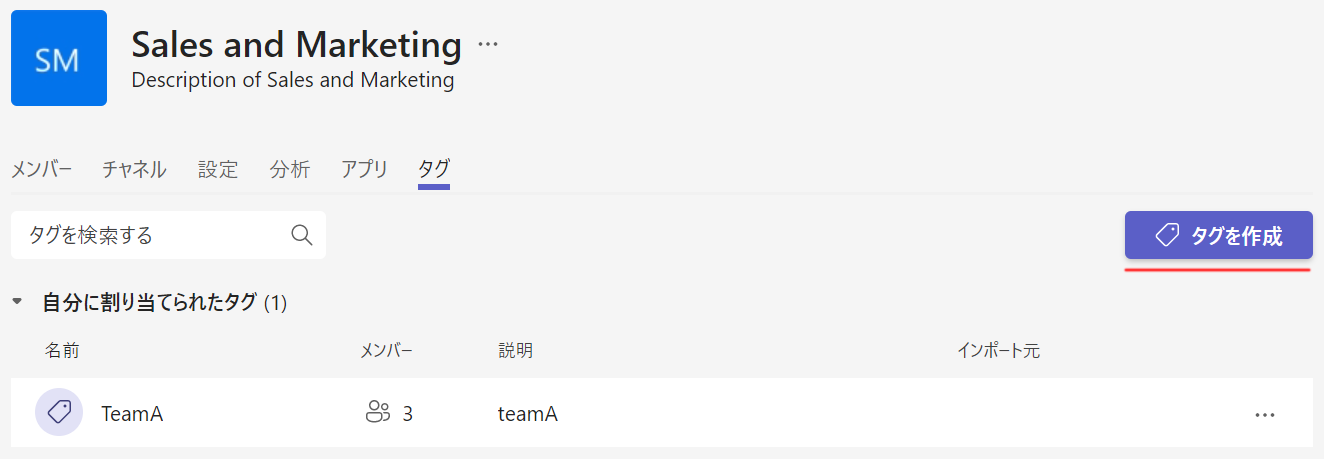 SM
Sales and Marketing ...
Description of Sales and Marketing
メンバー チャネル 設定 分析 アプリ タグ
タグを検索する タグを作成
自分に割り当てられたタグ (1)
名前 メンバー 説明 インポート元
TeamA 3 teamA ...